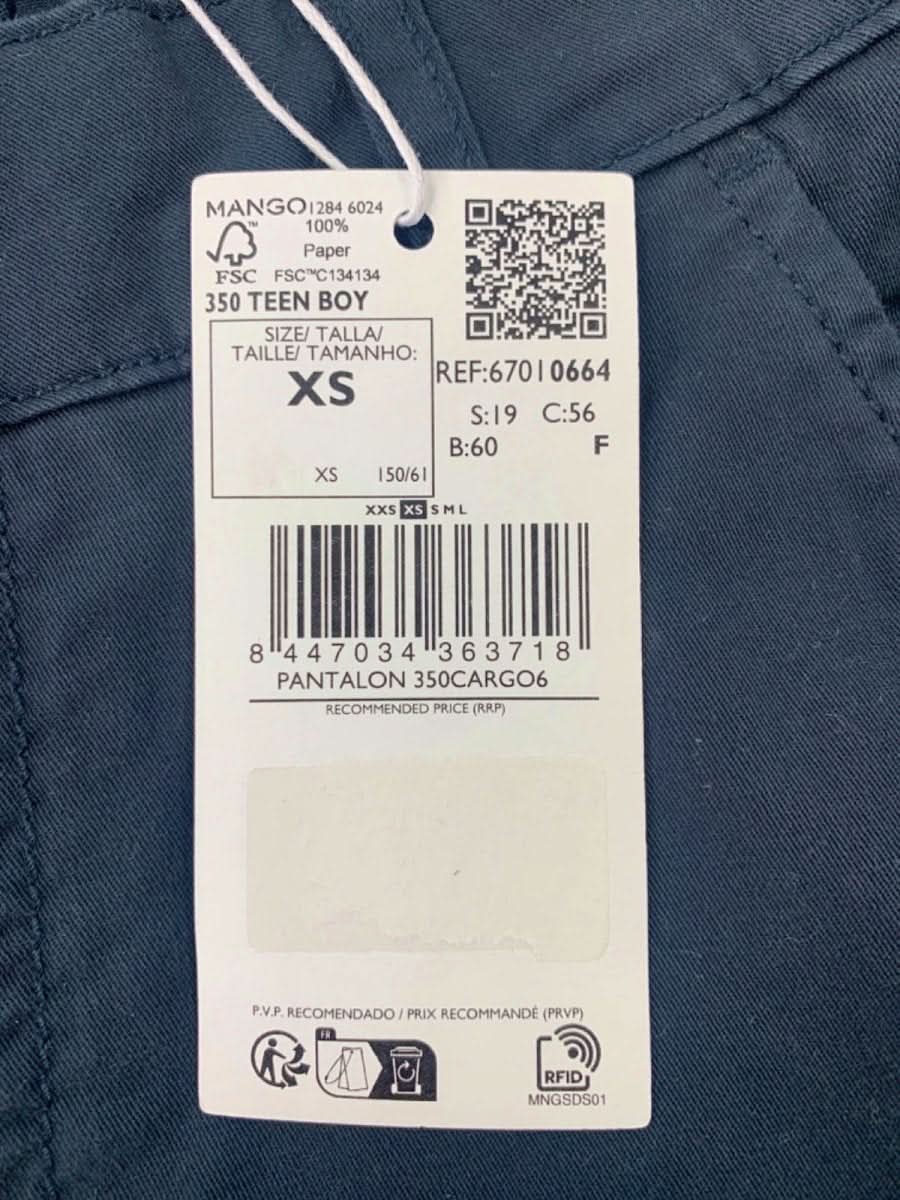 MANGO 1284 6024
100%
Paper
FSC™C134134
FSC™
350 TEEN BOY
SIZE/ TALLA/
TAILLE/ TAMANHO:
XS
XS 150/61
REF:67010664
S:19 C:56
B:60 F
XXS XS S M L
8 447034 363718
PANTALON 350CARGO6
RECOMMENDED PRICE (RRP)
P.V.P. RECOMENDADO / PRIX RECOMMANDÉ (PRVP)
FR
RFID
MNGSDS01